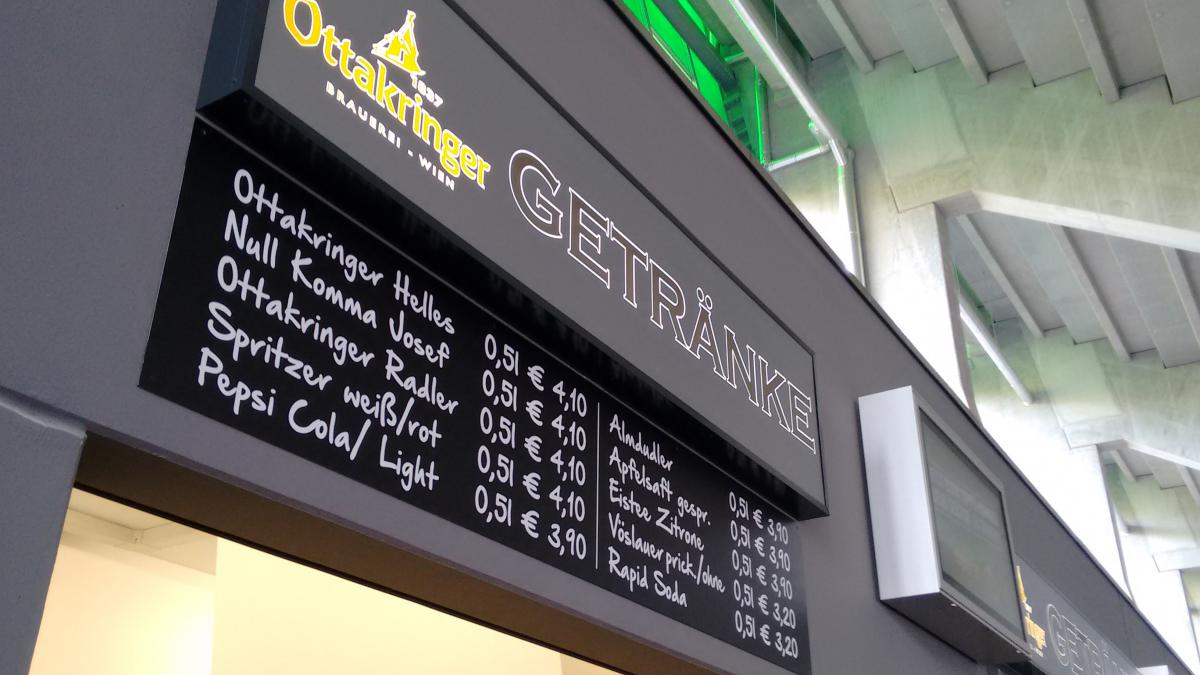 Ottakringer
1837
BRAUEREI - WIEN
GETRÄNKE
Ottakringer Helles 0,5l € 4,10
Null Komma Josef 0,5l € 4,10
Ottakringer Radler 0,5l € 4,10
Spritzer weiß/rot 0,5l € 4,10
Pepsi Cola/ Light 0,5l € 3,90
Almdudler 0,5l € 3,90
Apfelsaft gespr. 0,5l € 3,90
Eistee Zitrone 0,5l € 3,90
Vöslauer prick./ohne 0,5l € 3,20
Rapid Soda 0,5l € 3,20